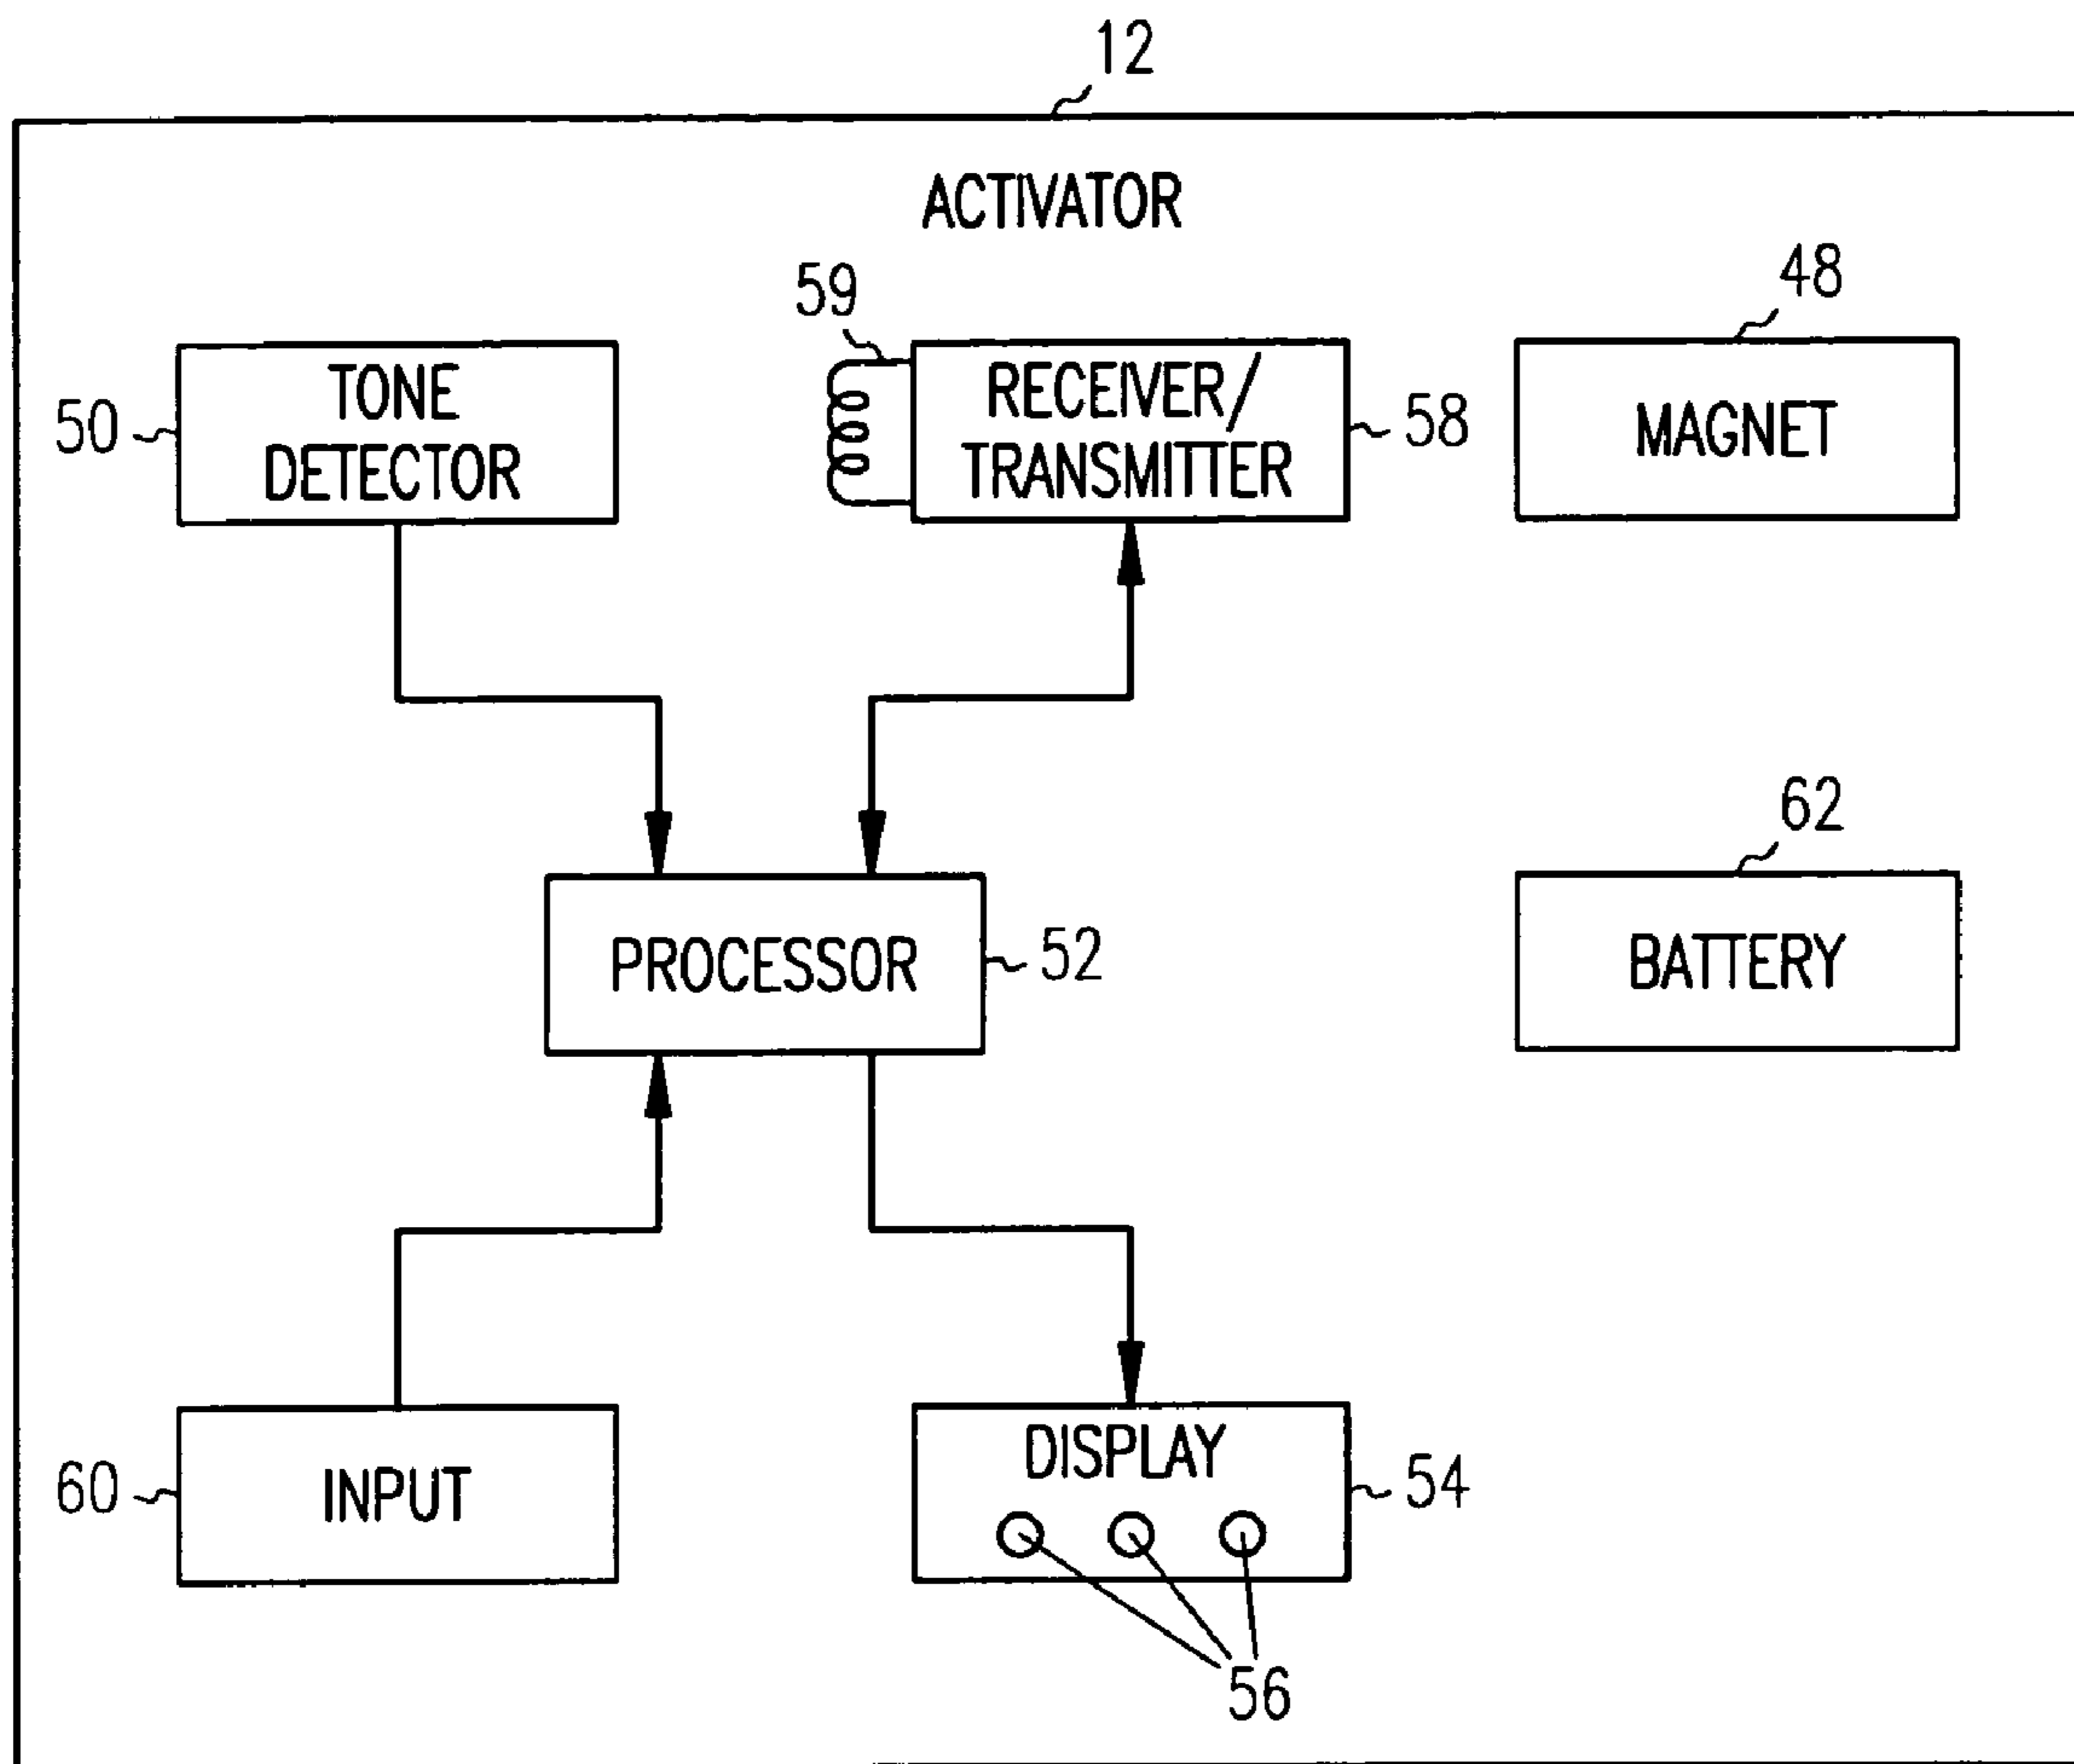 12
ACTIVATOR
59
48
50
TONE
DETECTOR
RECEIVER/
TRANSMITTER
58
MAGNET
62
PROCESSOR
52
BATTERY
60
INPUT
DISPLAY
54
56